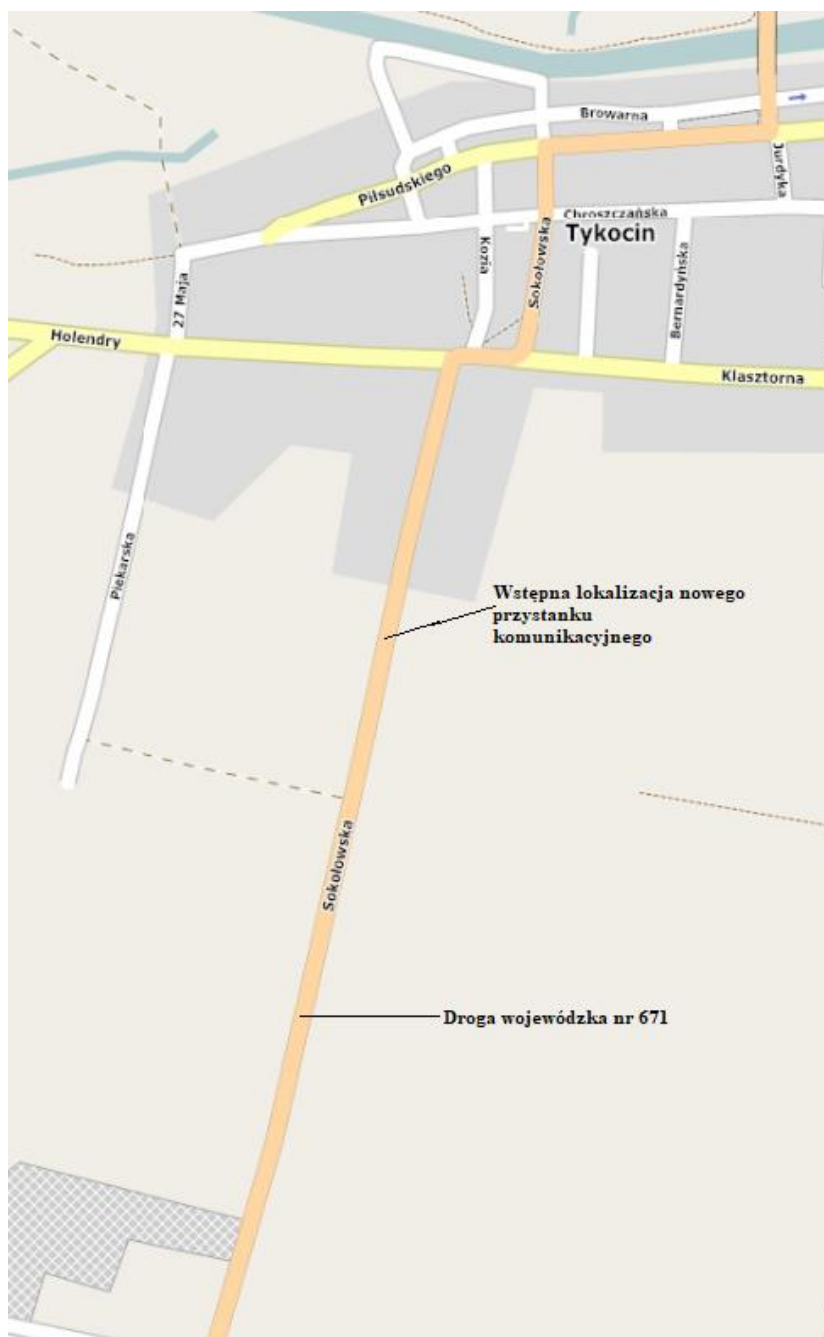 Browarna
Piłsudskiego
Jurdyka
Choroszczańska
Tykocin
Kozia
Sokołowska
Bernardyńska
27 Maja
Holendry
Klasztorna
Piekarska
Wstępna lokalizacja nowego
przystanku
komunikacyjnego
Sokołowska
Droga wojewódzka nr 671